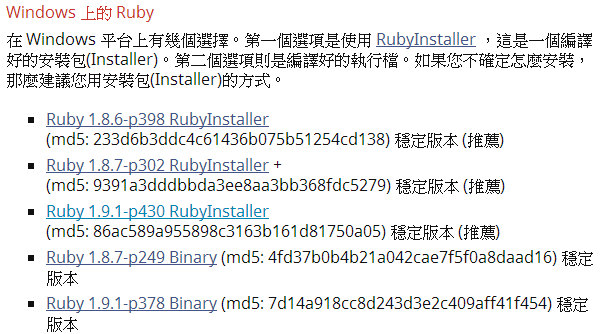 Windows 上的 Ruby
在 Windows 平台上有幾個選擇。第一個選項是使用 RubyInstaller ，這是一個編譯
好的安裝包(Installer)。第二個選項則是編譯好的執行檔。如果您不確定怎麼安裝，
那麼建議您用安裝包(Installer)的方式。
Ruby 1.8.6-p398 RubyInstaller
(md5: 233d6b3ddc4c61436b075b51254cd138) 穩定版本 (推薦)
Ruby 1.8.7-p302 RubyInstaller +
(md5: 9391a3dddbbda3ee8aa3bb368fdc5279) 穩定版本 (推薦)
Ruby 1.9.1-p430 RubyInstaller
(md5: 86ac589a955898c3163b161d81750a05) 穩定版本 (推薦)
Ruby 1.8.7-p249 Binary (md5: 4fd37b0b4b21a042cae7f5f0a8daad16) 穩定
版本
Ruby 1.9.1-p378 Binary (md5: 7d14a918cc8d243d3e2c409aff41f454) 穩定
版本